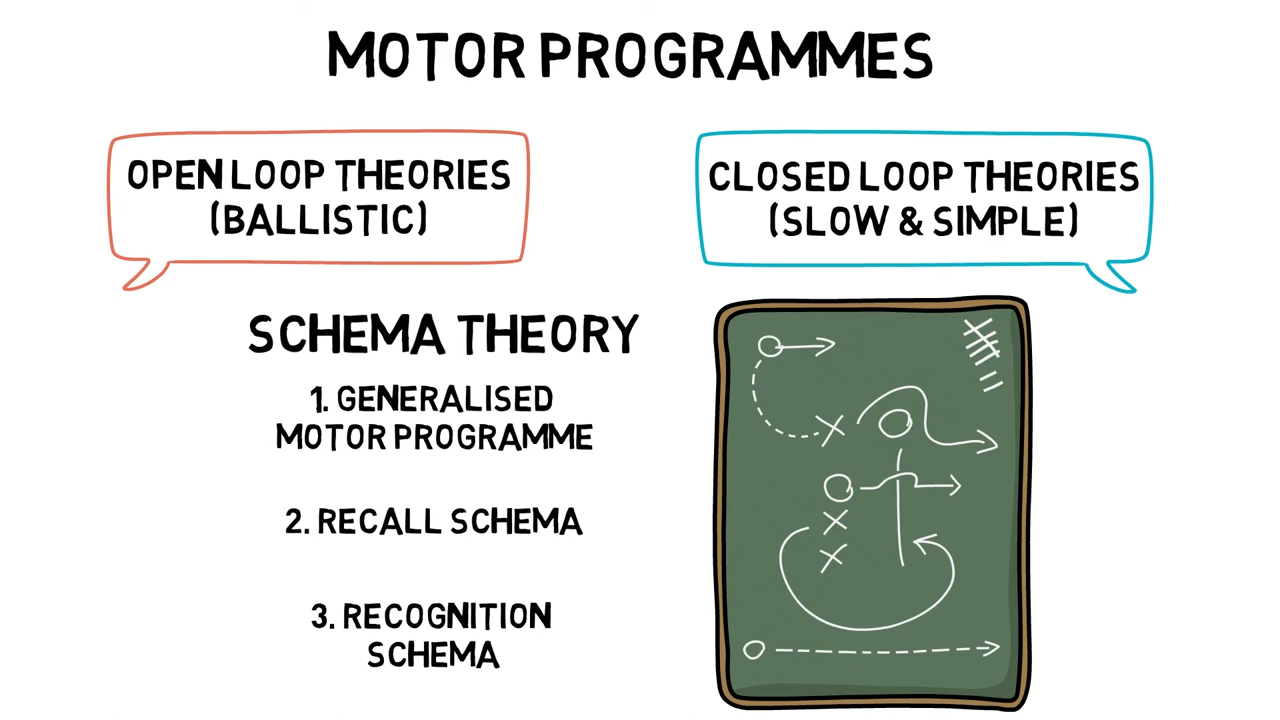 MOTOR PROGRAMMES
OPEN LOOP THEORIES
(BALLISTIC)
CLOSED LOOP THEORIES
(SLOW & SIMPLE)
SCHEMA THEORY
1. GENERALISED
MOTOR PROGRAMME
2. RECALL SCHEMA
3. RECOGNITION
SCHEMA